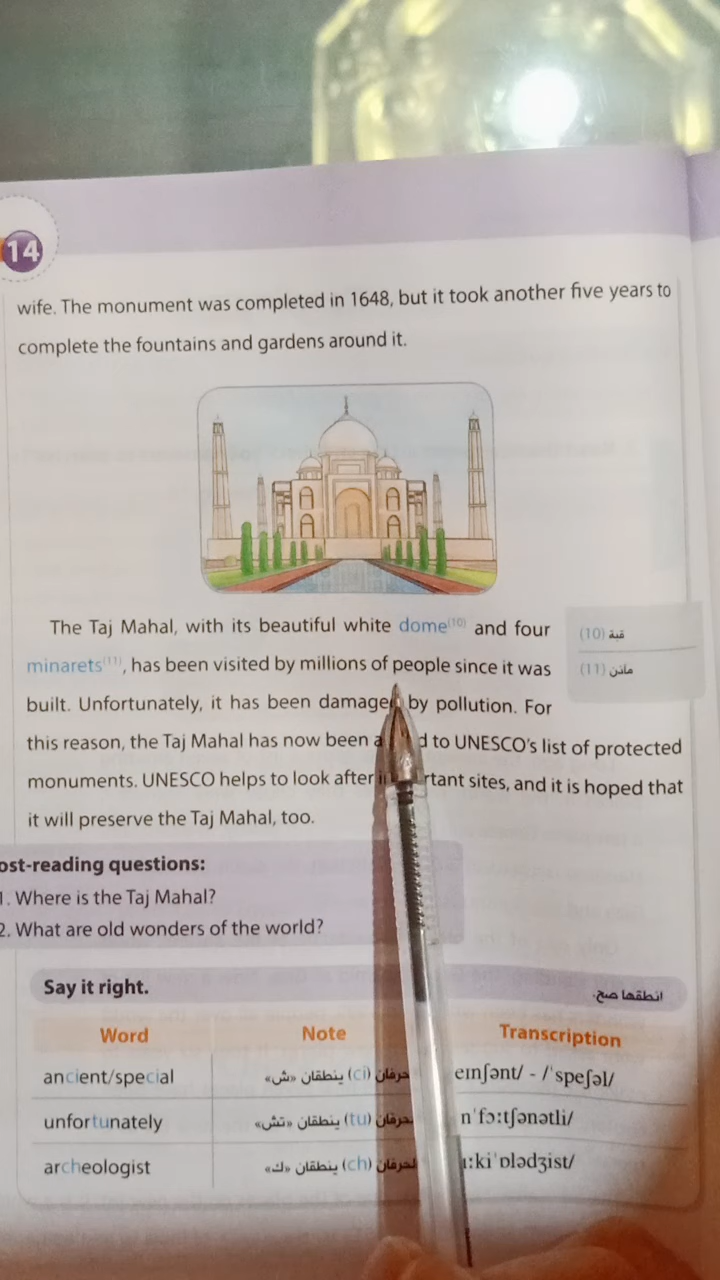 14
wife. The monument was completed in 1648, but it took another five years to
complete the fountains and gardens around it.
The Taj Mahal, with its beautiful white dome(10) and four
(10) قبة
minarets(11), has been visited by millions of people since it was
(11) مآذن
built. Unfortunately, it has been damaged by pollution. For
this reason, the Taj Mahal has now been to UNESCO's list of protected
monuments. UNESCO helps to look after sites, and it is hoped that
it will preserve the Taj Mahal, too.
ost-reading questions:
1. Where is the Taj Mahal?
2. What are old wonders of the world?
Say it right.
انطقها صح.
Word Note Transcription
ancient/special الحرفان (ci) ينطقان «ش» eɪnʃənt/ - /ˈspeʃəl/
unfortunately الحرفان (tu) ينطقان «تش» nˈfɔːtʃənətli/
archeologist الحرفان (ch) ينطقان «ك» ɪːkiˈɒlədʒist/